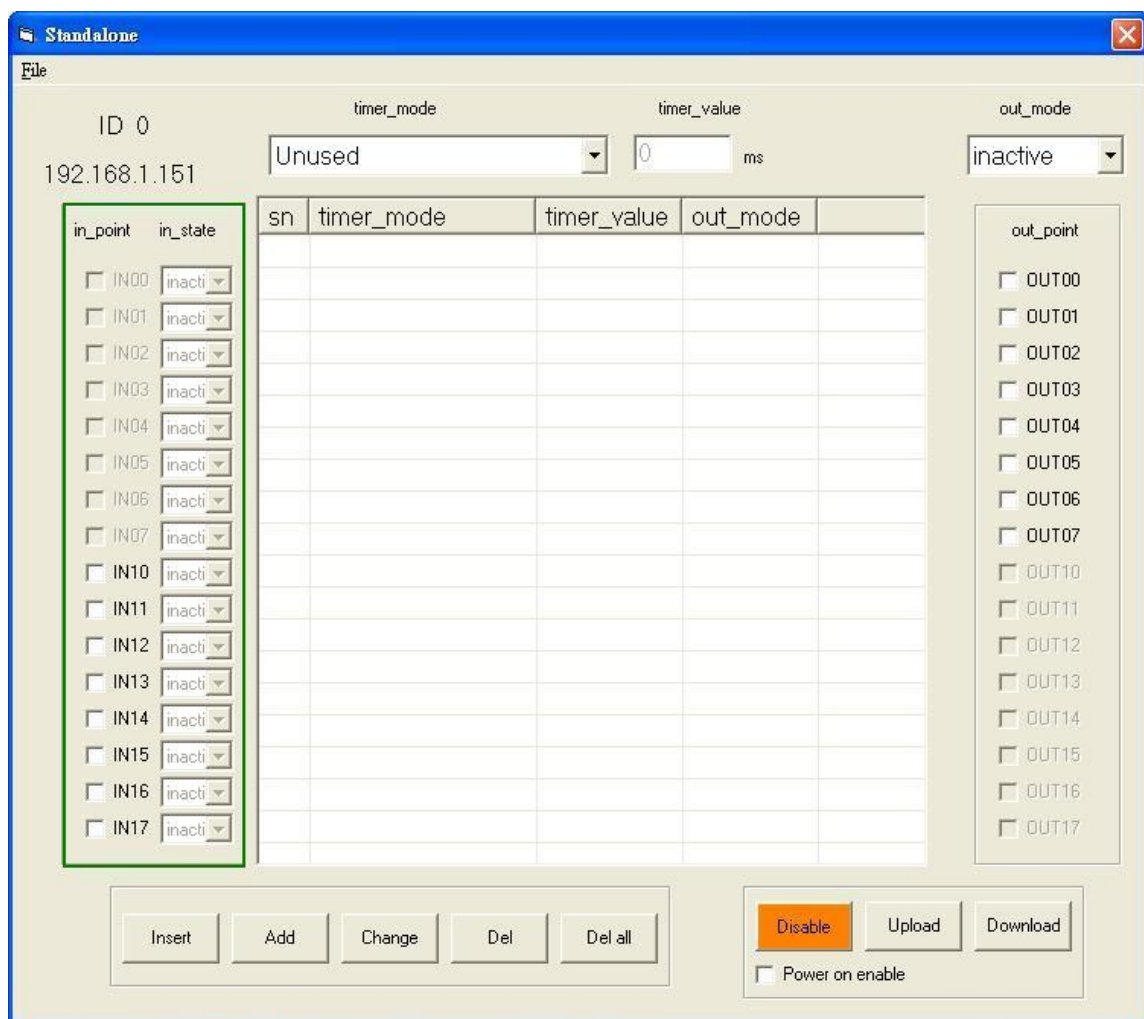 Standalone
File
ID 0
192.168.1.151
timer_mode
timer_value
out_mode
Unused
0
ms
inactive
in_point in_state
sn timer_mode timer_value out_mode
out_point
IN00 inacti
IN01 inacti
IN02 inacti
IN03 inacti
IN04 inacti
IN05 inacti
IN06 inacti
IN07 inacti
IN10 inacti
IN11 inacti
IN12 inacti
IN13 inacti
IN14 inacti
IN15 inacti
IN16 inacti
IN17 inacti
OUT00
OUT01
OUT02
OUT03
OUT04
OUT05
OUT06
OUT07
OUT10
OUT11
OUT12
OUT13
OUT14
OUT15
OUT16
OUT17
Insert Add Change Del Del all
Disable Upload Download
Power on enable